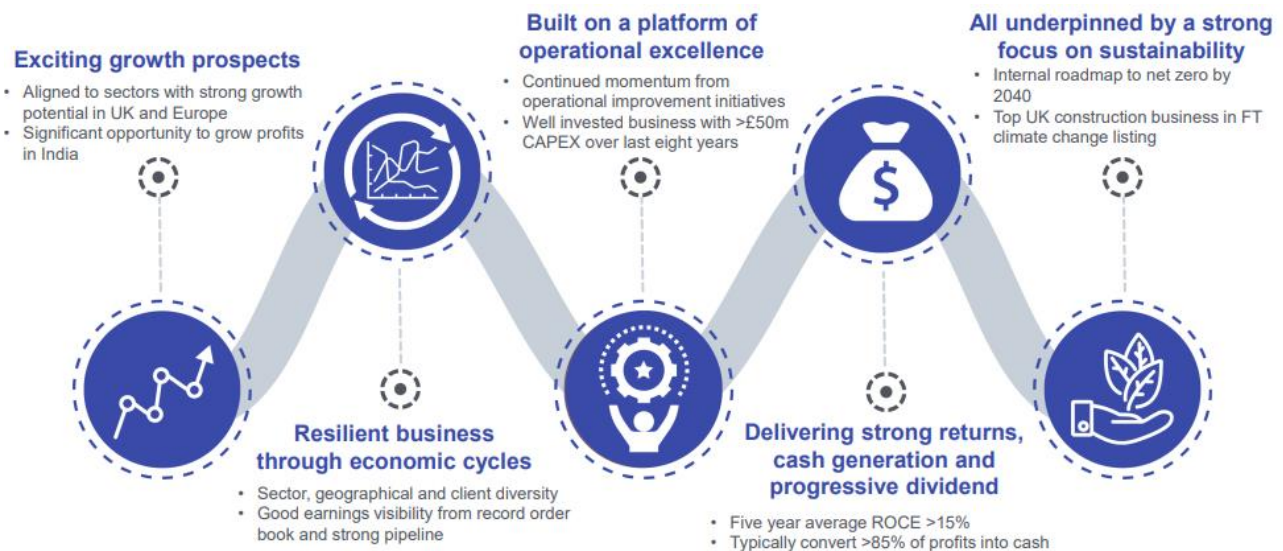 Exciting growth prospects
• Aligned to sectors with strong growth
potential in UK and Europe
• Significant opportunity to grow profits
in India
Resilient business
through economic cycles
• Sector, geographical and client diversity
• Good earnings visibility from record order
book and strong pipeline
Built on a platform of
operational excellence
• Continued momentum from
operational improvement initiatives
• Well invested business with >£50m
CAPEX over last eight years
$
Delivering strong returns,
cash generation and
progressive dividend
• Five year average ROCE >15%
• Typically convert >85% of profits into cash
All underpinned by a strong
focus on sustainability
• Internal roadmap to net zero by
2040
• Top UK construction business in FT
climate change listing